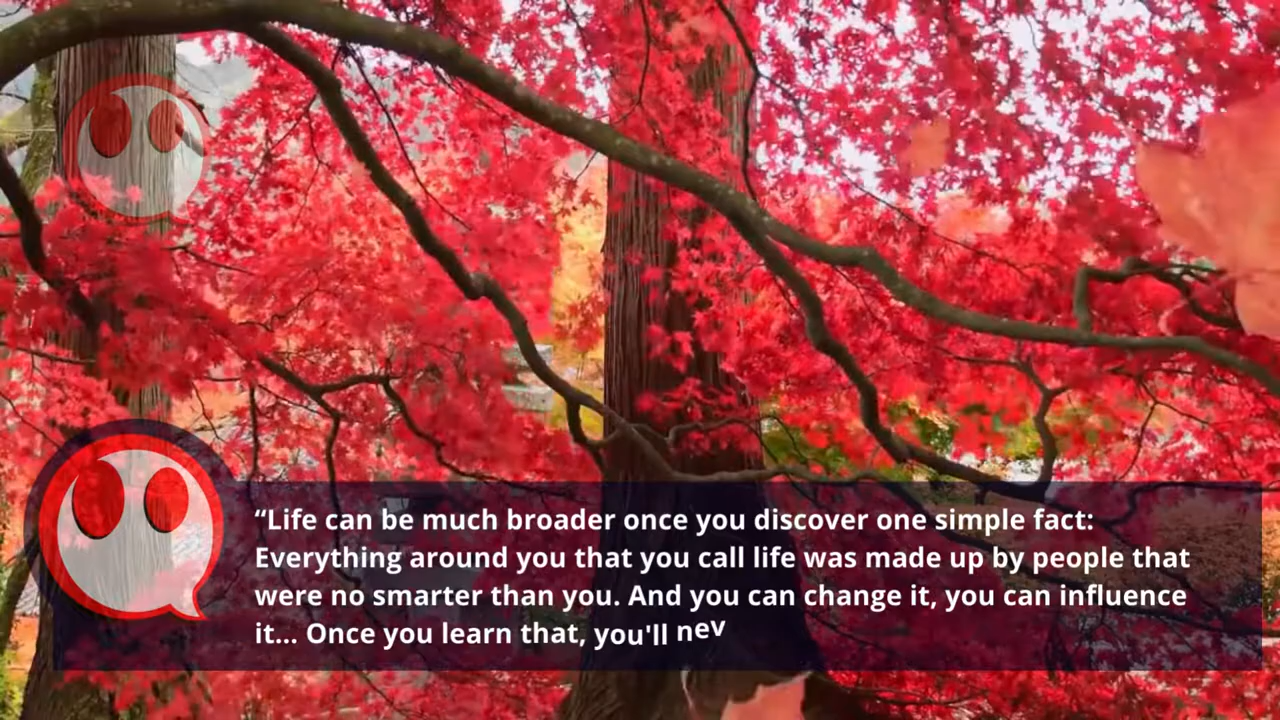 “Life can be much broader once you discover one simple fact:
Everything around you that you call life was made up by people that
were no smarter than you. And you can change it, you can influence
it... Once you learn that, you'll nev